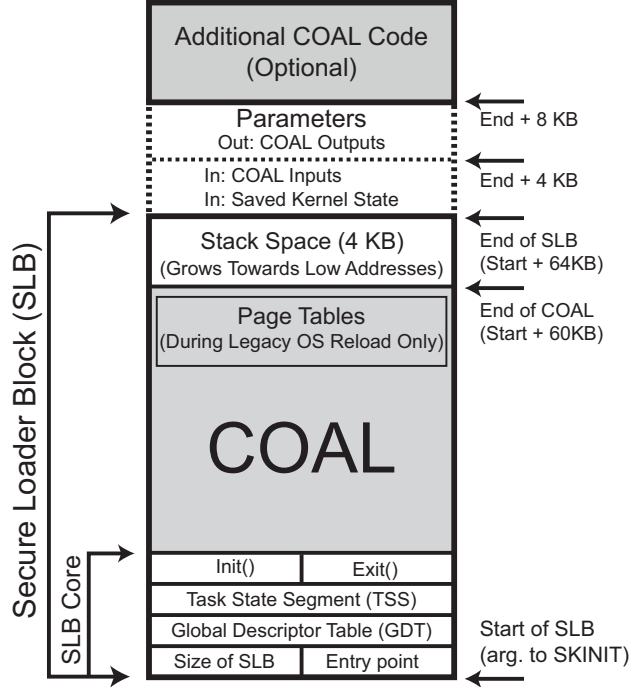 Additional COAL Code
(Optional)
End + 8 KB
Parameters
Out: COAL Outputs
End + 4 KB
In: COAL Inputs
In: Saved Kernel State
Stack Space (4 KB)
(Grows Towards Low Addresses)
End of SLB
(Start + 64KB)
End of COAL
(Start + 60KB)
Page Tables
(During Legacy OS Reload Only)
COAL
Secure Loader Block (SLB)
SLB Core
Init()
Exit()
Task State Segment (TSS)
Global Descriptor Table (GDT)
Size of SLB
Entry point
Start of SLB
(arg. to SKINIT)